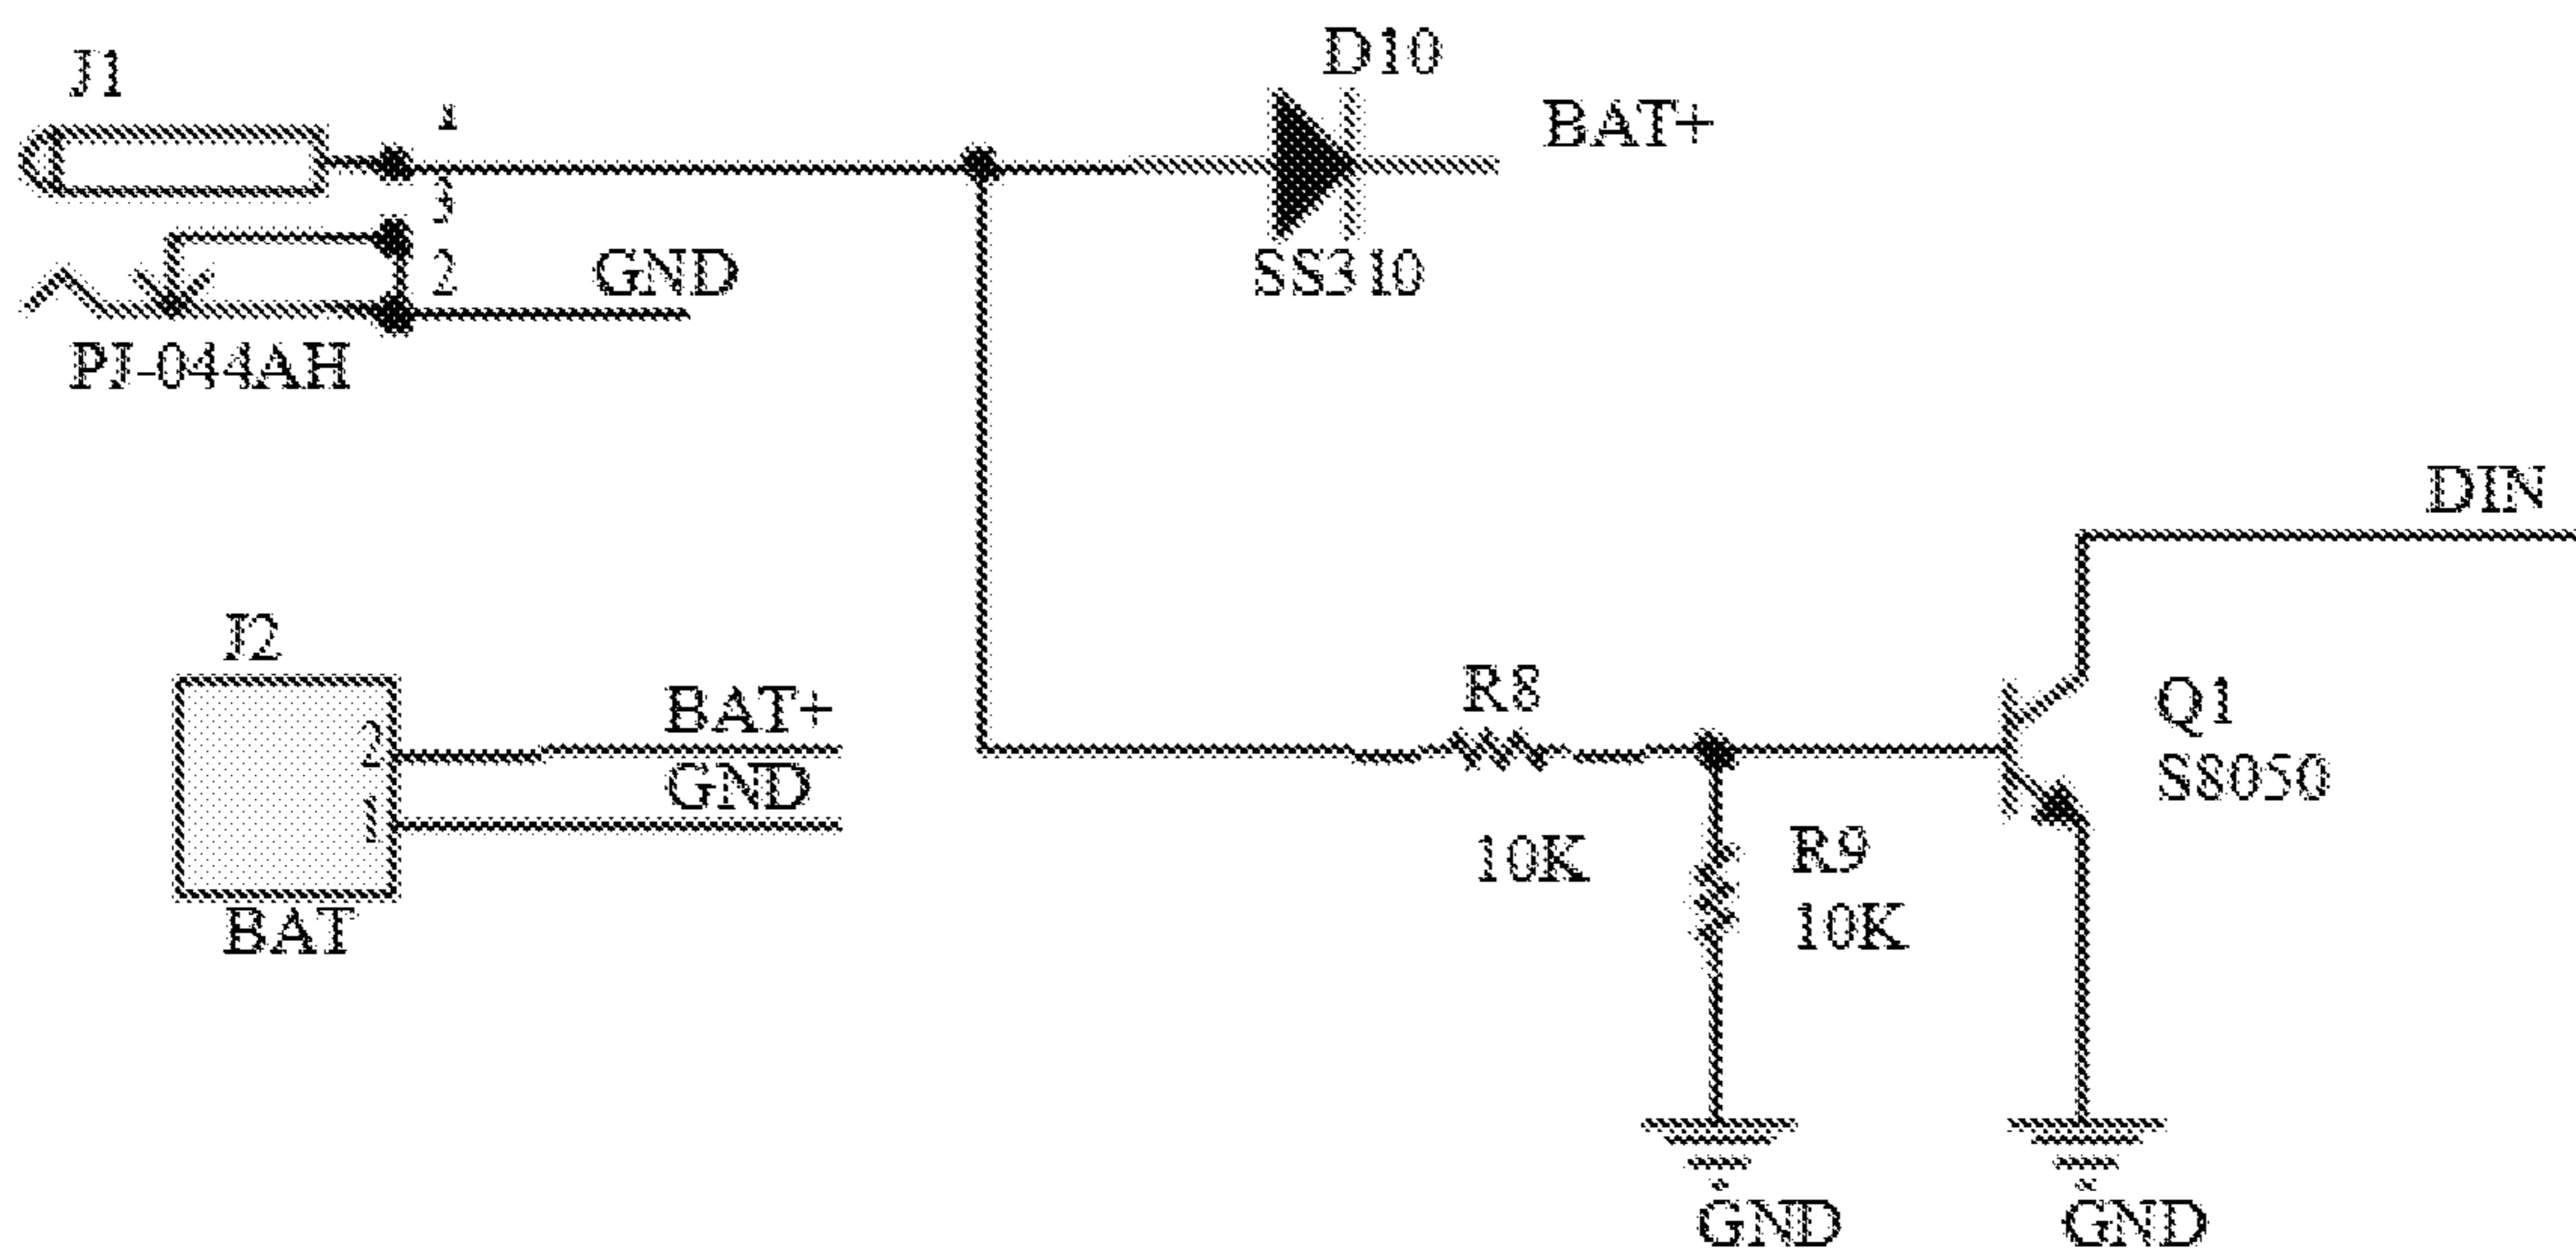 J1
1
3
2
GND
PJ-044AH
D10
BAT+
SS310
DIN
J2
2
1
BAT+
GND
BAT
R8
10K
R9
10K
Q1
S8050
GND
GND